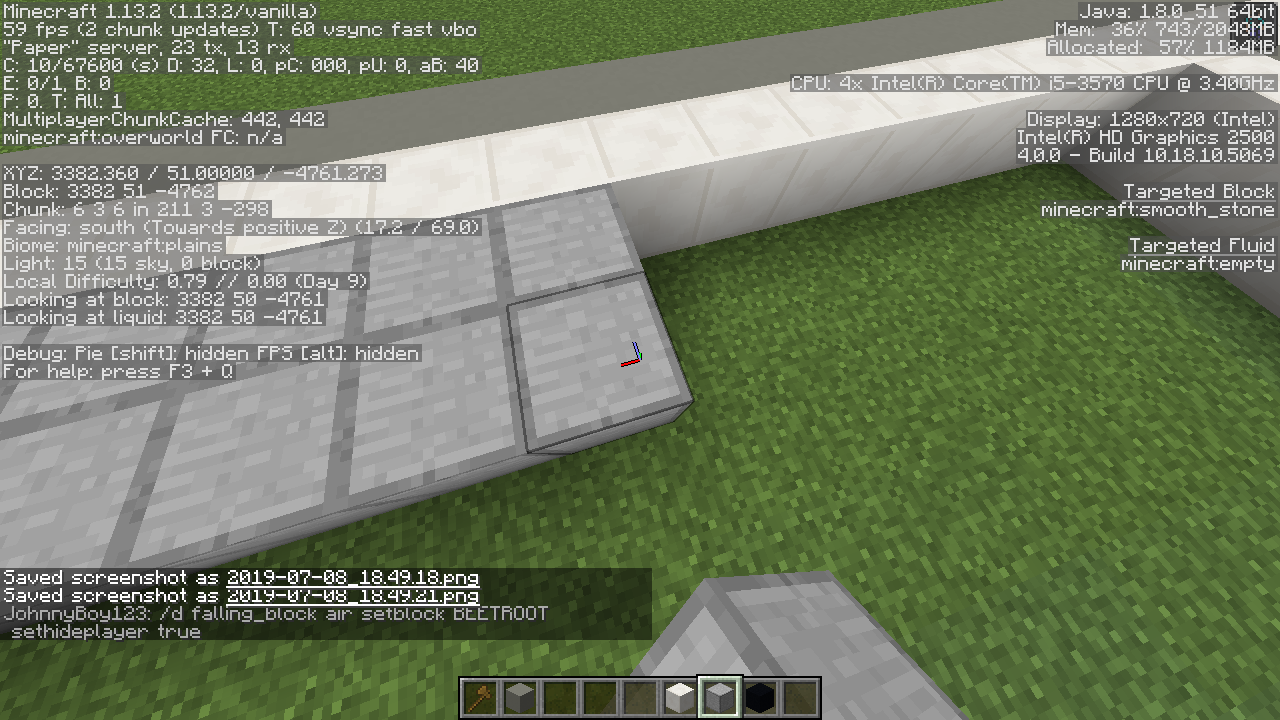 Minecraft 1.13.2 (1.13.2/vanilla)
59 fps (2 chunk updates) T: 60 vsync fast vbo
"Paper" server, 23 tx, 13 rx
C: 10/67600 (s) D: 32, L: 0, pC: 000, pU: 0, aB: 40
E: 0/1, B: 0
P: 0. T: All: 1
MultiplayerChunkCache: 442, 442
minecraft:overworld FC: n/a
XYZ: 3382.360 / 51.00000 / -4761.273
Block: 3382 51 -4762
Chunk: 6 3 6 in 211 3 -298
Facing: south (Towards positive Z) (17.2 / 69.0)
Biome: minecraft:plains
Light: 15 (15 sky, 0 block)
Local Difficulty: 0.79 // 0.00 (Day 9)
Looking at block: 3382 50 -4761
Looking at liquid: 3382 50 -4761
Debug: Pie [shift]: hidden FPS [alt]: hidden
For help: press F3 + Q
Java: 1.8.0_51 64bit
Mem: 36% 743/2048MB
Allocated: 57% 1184MB
CPU: 4x Intel(R) Core(TM) i5-3570 CPU @ 3.40GHz
Display: 1280x720 (Intel)
Intel(R) HD Graphics 2500
4.0.0 - Build 10.18.10.5069
Targeted Block
minecraft:smooth_stone
Targeted Fluid
minecraft:empty
Saved screenshot as 2019-07-08_18.49.18.png
Saved screenshot as 2019-07-08_18.49.21.png
JohnnyBoy123: /d falling_block air setblock BEETROOT
sethideplayer true